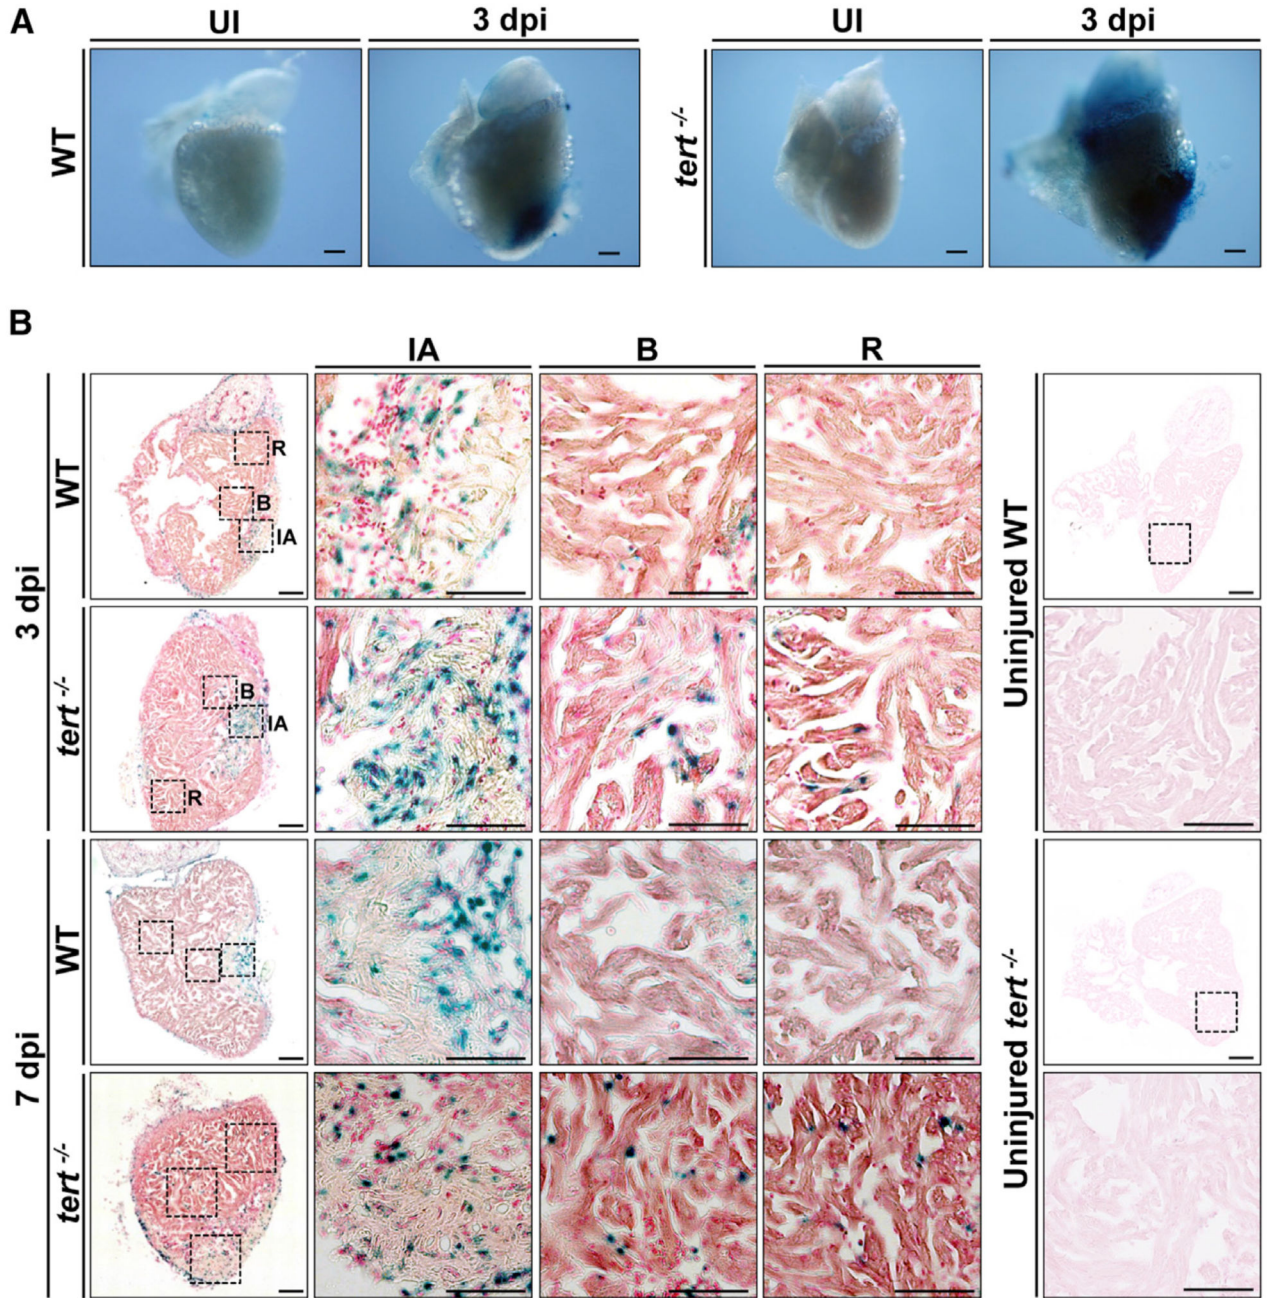 A
UI
3 dpi
UI
3 dpi
WT
tert -/-
B
IA
B
R
3 dpi
WT
R
B
IA
Uninjured WT
tert -/-
B
IA
R
7 dpi
WT
Uninjured tert -/-
tert -/-